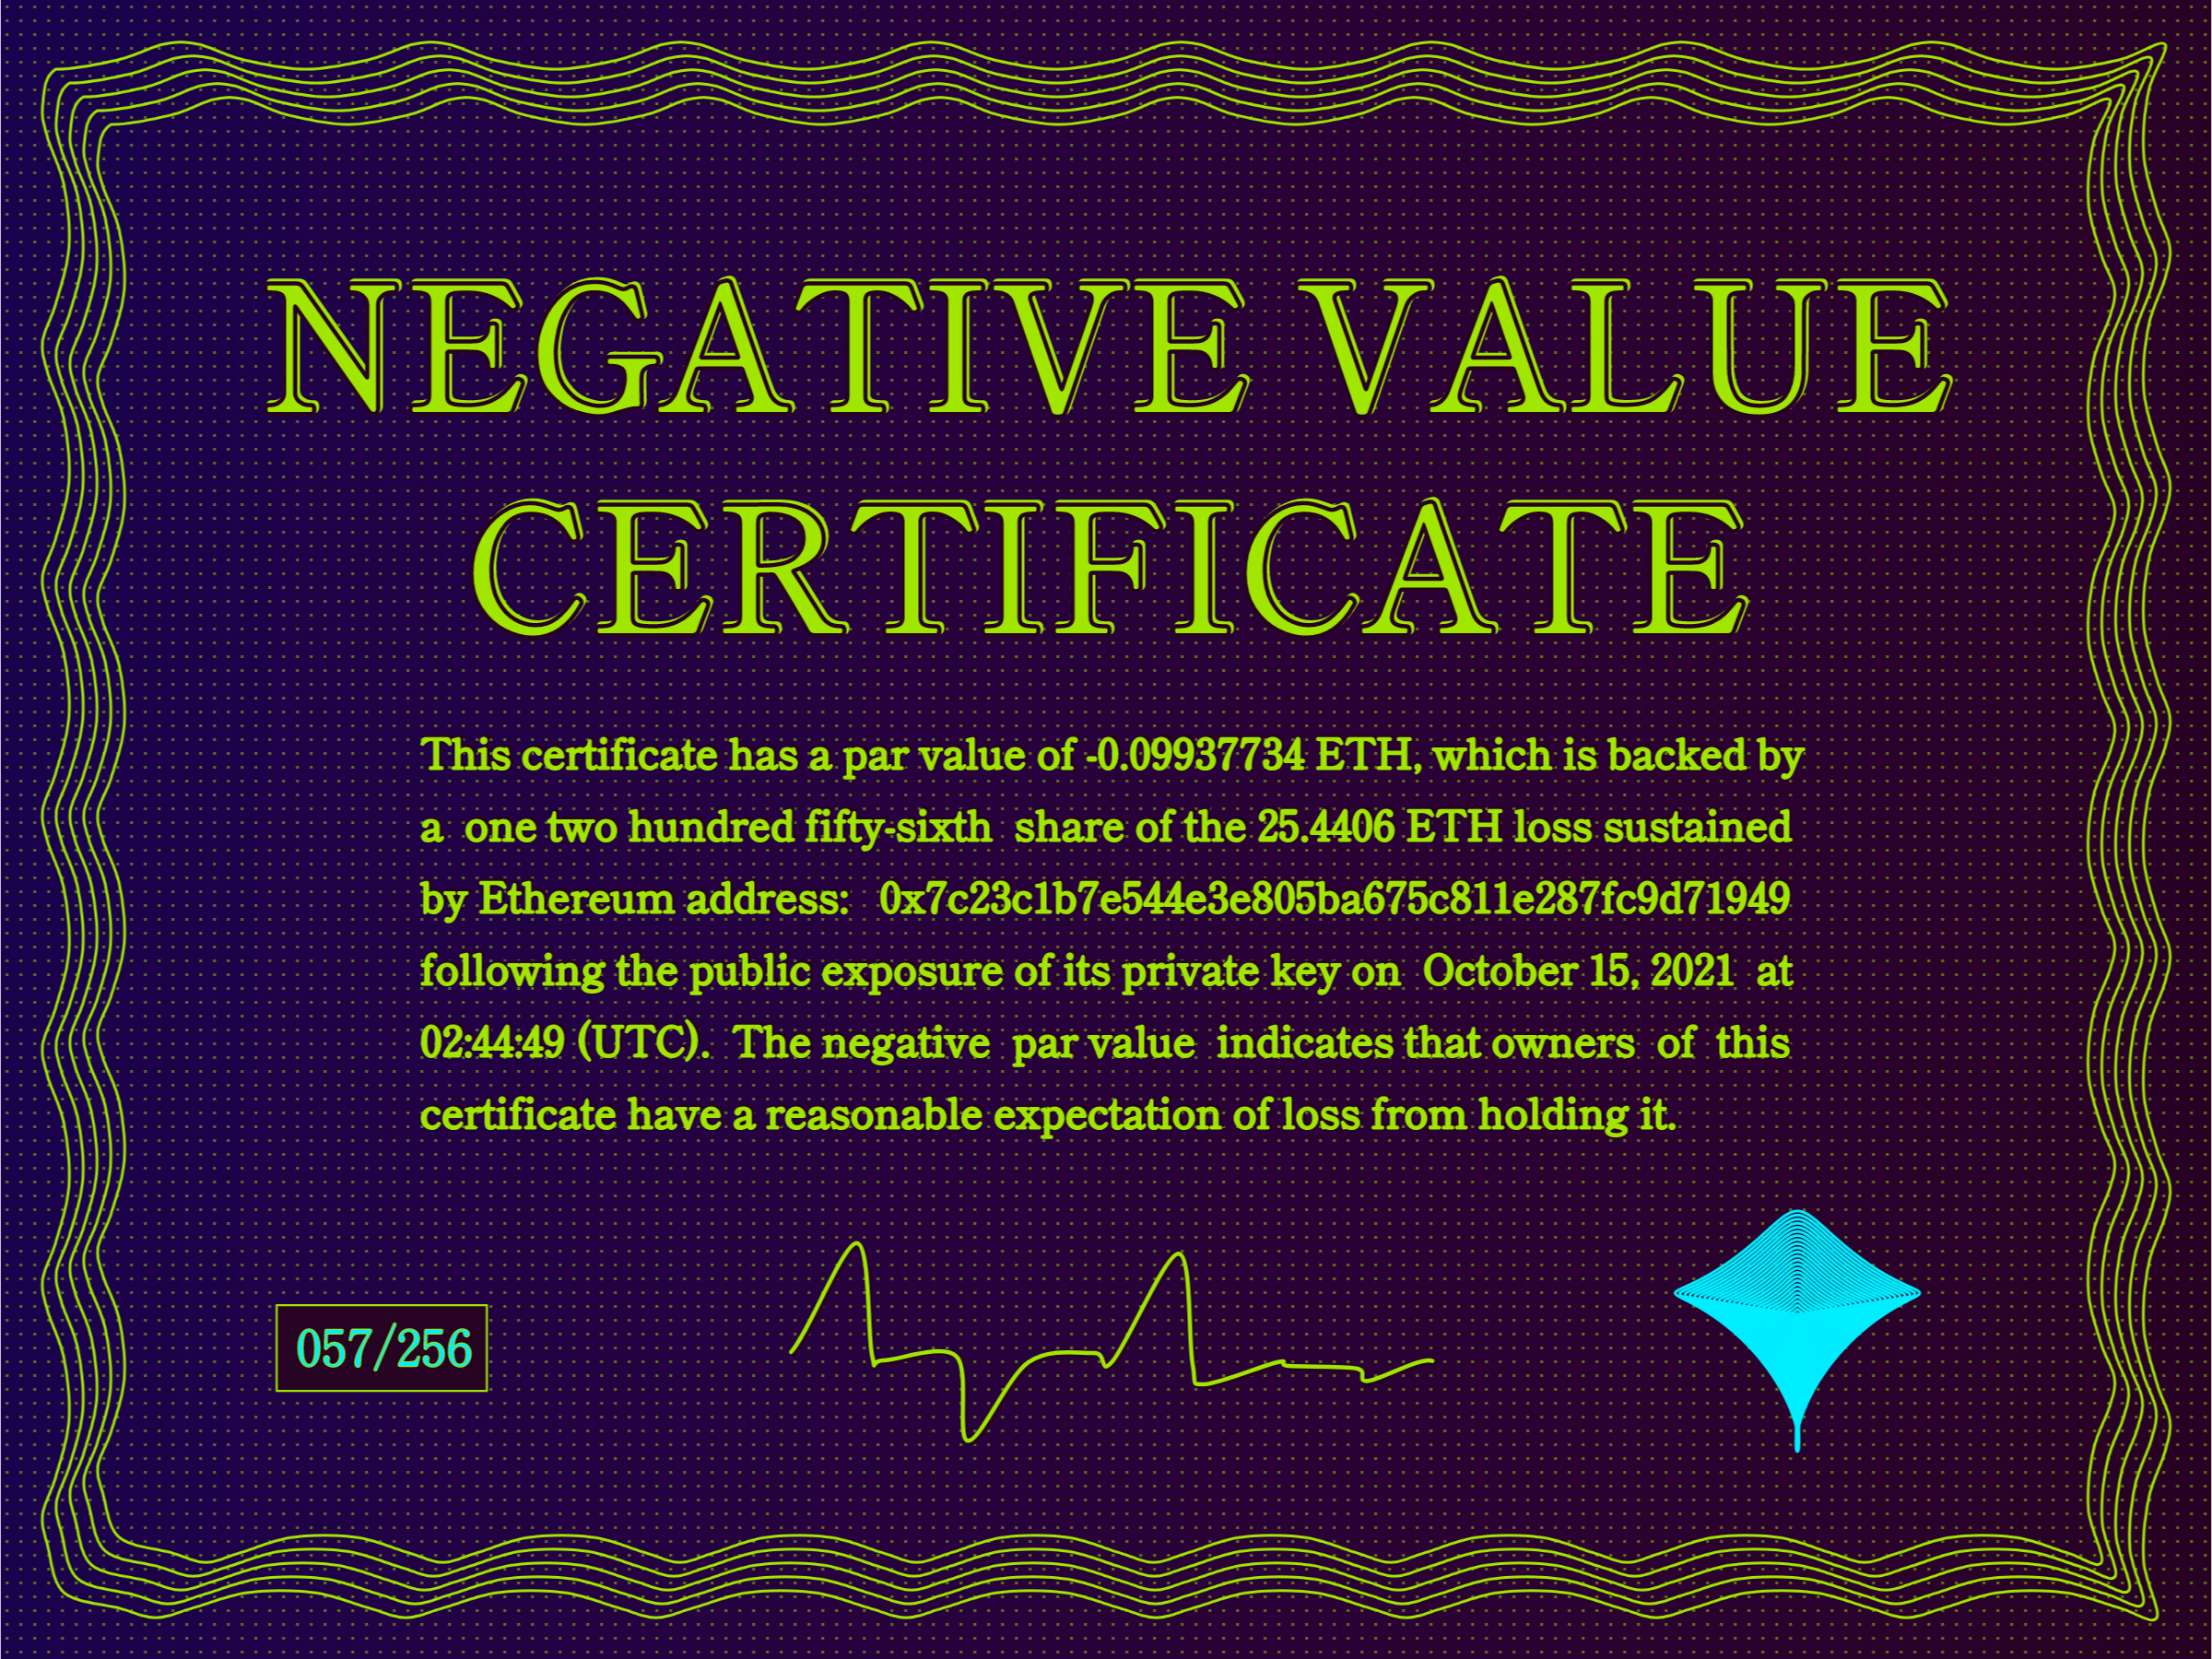 NEGATIVE VALUE
CERTIFICATE
This certificate has a par value of -0.09937734 ETH, which is backed by
a one two hundred fifty-sixth share of the 25.4406 ETH loss sustained
by Ethereum address: 0x7c23c1b7e544e3e805ba675c811e287fc9d71949
following the public exposure of its private key on October 15, 2021 at
02:44:49 (UTC). The negative par value indicates that owners of this
certificate have a reasonable expectation of loss from holding it.
057/256